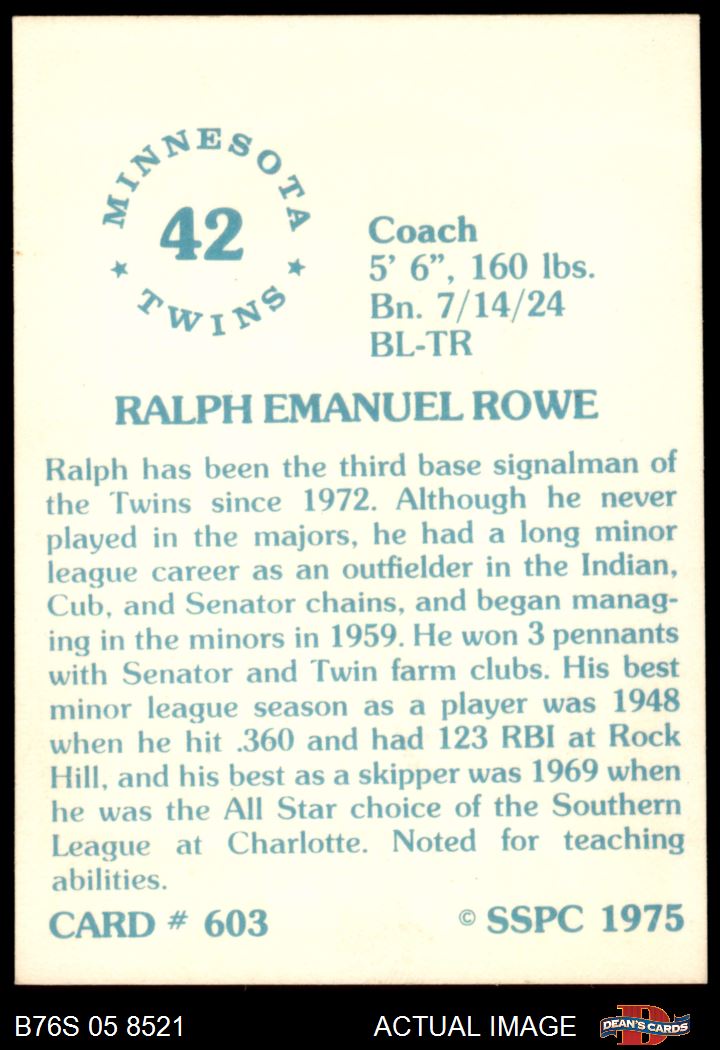 MINNESOTA
42
★ TWINS ★
Coach
5' 6”, 160 lbs.
Bn. 7/14/24
BL-TR
RALPH EMANUEL ROWE
Ralph has been the third base signalman of
the Twins since 1972. Although he never
played in the majors, he had a long minor
league career as an outfielder in the Indian,
Cub, and Senator chains, and began manag-
ing in the minors in 1959. He won 3 pennants
with Senator and Twin farm clubs. His best
minor league season as a player was 1948
when he hit .360 and had 123 RBI at Rock
Hill, and his best as a skipper was 1969 when
he was the All Star choice of the Southern
League at Charlotte. Noted for teaching
abilities.
CARD # 603 © SSPC 1975
B76S 05 8521 ACTUAL IMAGE D DEAN'S CARDS